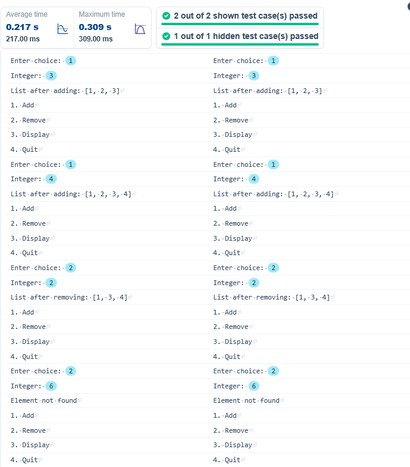 Average time
0.217 s
217.00 ms
Maximum time
0.309 s
309.00 ms
2 out of 2 shown test case(s) passed
1 out of 1 hidden test case(s) passed
Enter·choice:·1 Enter·choice:·1
Integer:·3 Integer:·3
List·after·adding:·[1,·2,·3] List·after·adding:·[1,·2,·3]
1.·Add 1.·Add
2.·Remove 2.·Remove
3.·Display 3.·Display
4.·Quit 4.·Quit
Enter·choice:·1 Enter·choice:·1
Integer:·4 Integer:·4
List·after·adding:·[1,·2,·3,·4] List·after·adding:·[1,·2,·3,·4]
1.·Add 1.·Add
2.·Remove 2.·Remove
3.·Display 3.·Display
4.·Quit 4.·Quit
Enter·choice:·2 Enter·choice:·2
Integer:·2 Integer:·2
List·after·removing:·[1,·3,·4] List·after·removing:·[1,·3,·4]
1.·Add 1.·Add
2.·Remove 2.·Remove
3.·Display 3.·Display
4.·Quit 4.·Quit
Enter·choice:·2 Enter·choice:·2
Integer:·6 Integer:·6
Element·not·found Element·not·found
1.·Add 1.·Add
2.·Remove 2.·Remove
3.·Display 3.·Display
4.·Quit 4.·Quit